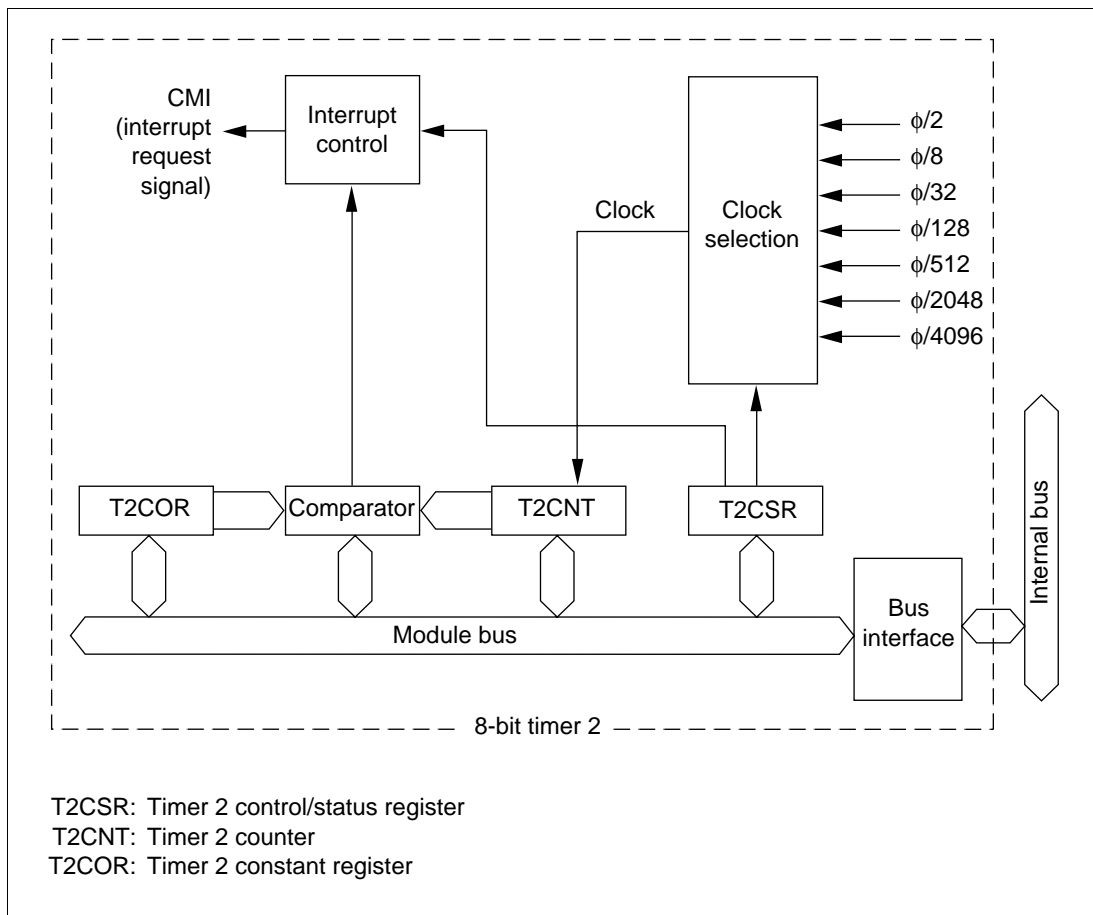 CMI
(interrupt
request
signal)
Interrupt
control
Clock
Clock
selection
ϕ/2
ϕ/8
ϕ/32
ϕ/128
ϕ/512
ϕ/2048
ϕ/4096
T2COR
Comparator
T2CNT
T2CSR
Module bus
Bus
interface
Internal bus
8-bit timer 2
T2CSR: Timer 2 control/status register
T2CNT: Timer 2 counter
T2COR: Timer 2 constant register